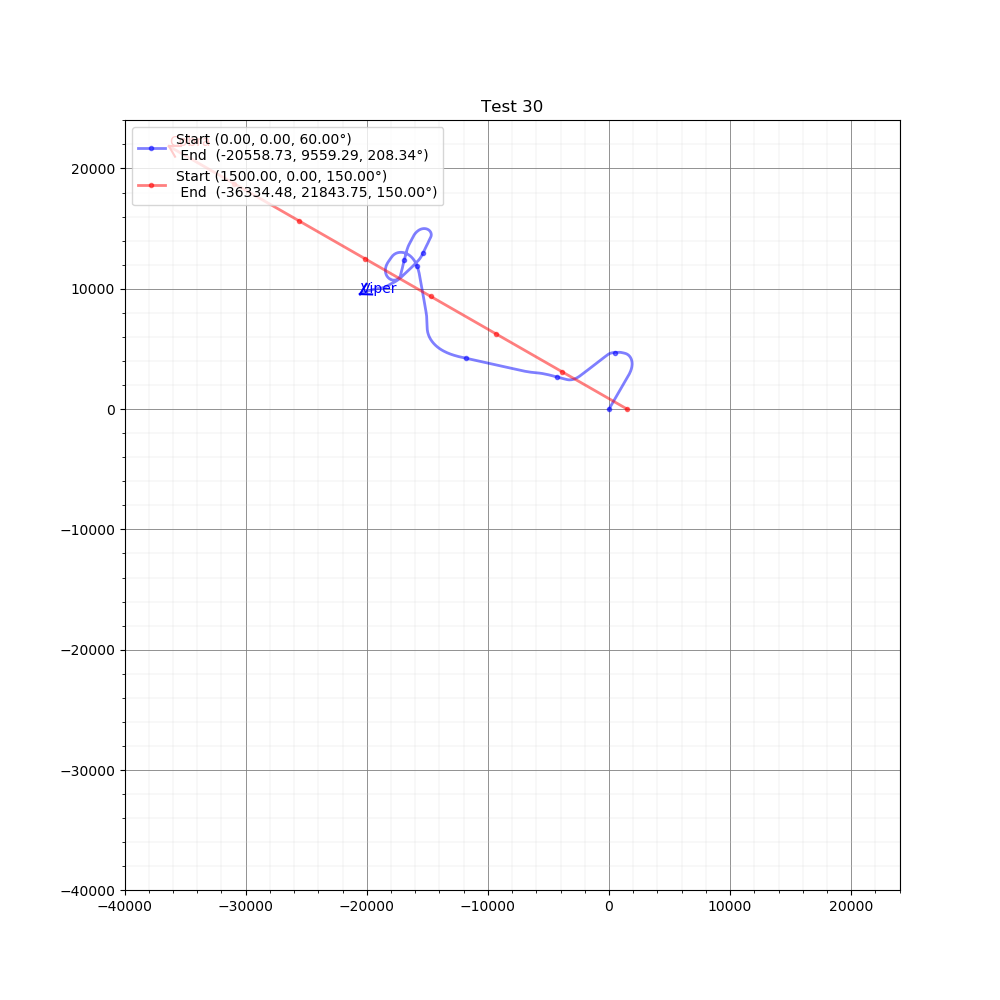 Test 30
Start (0.00, 0.00, 60.00°)
End (-20558.73, 9559.29, 208.34°)
Start (1500.00, 0.00, 150.00°)
End (-36334.48, 21843.75, 150.00°)
Viper
20000
10000
0
−10000
−20000
−30000
−40000
−40000 −30000 −20000 −10000 0 10000 20000